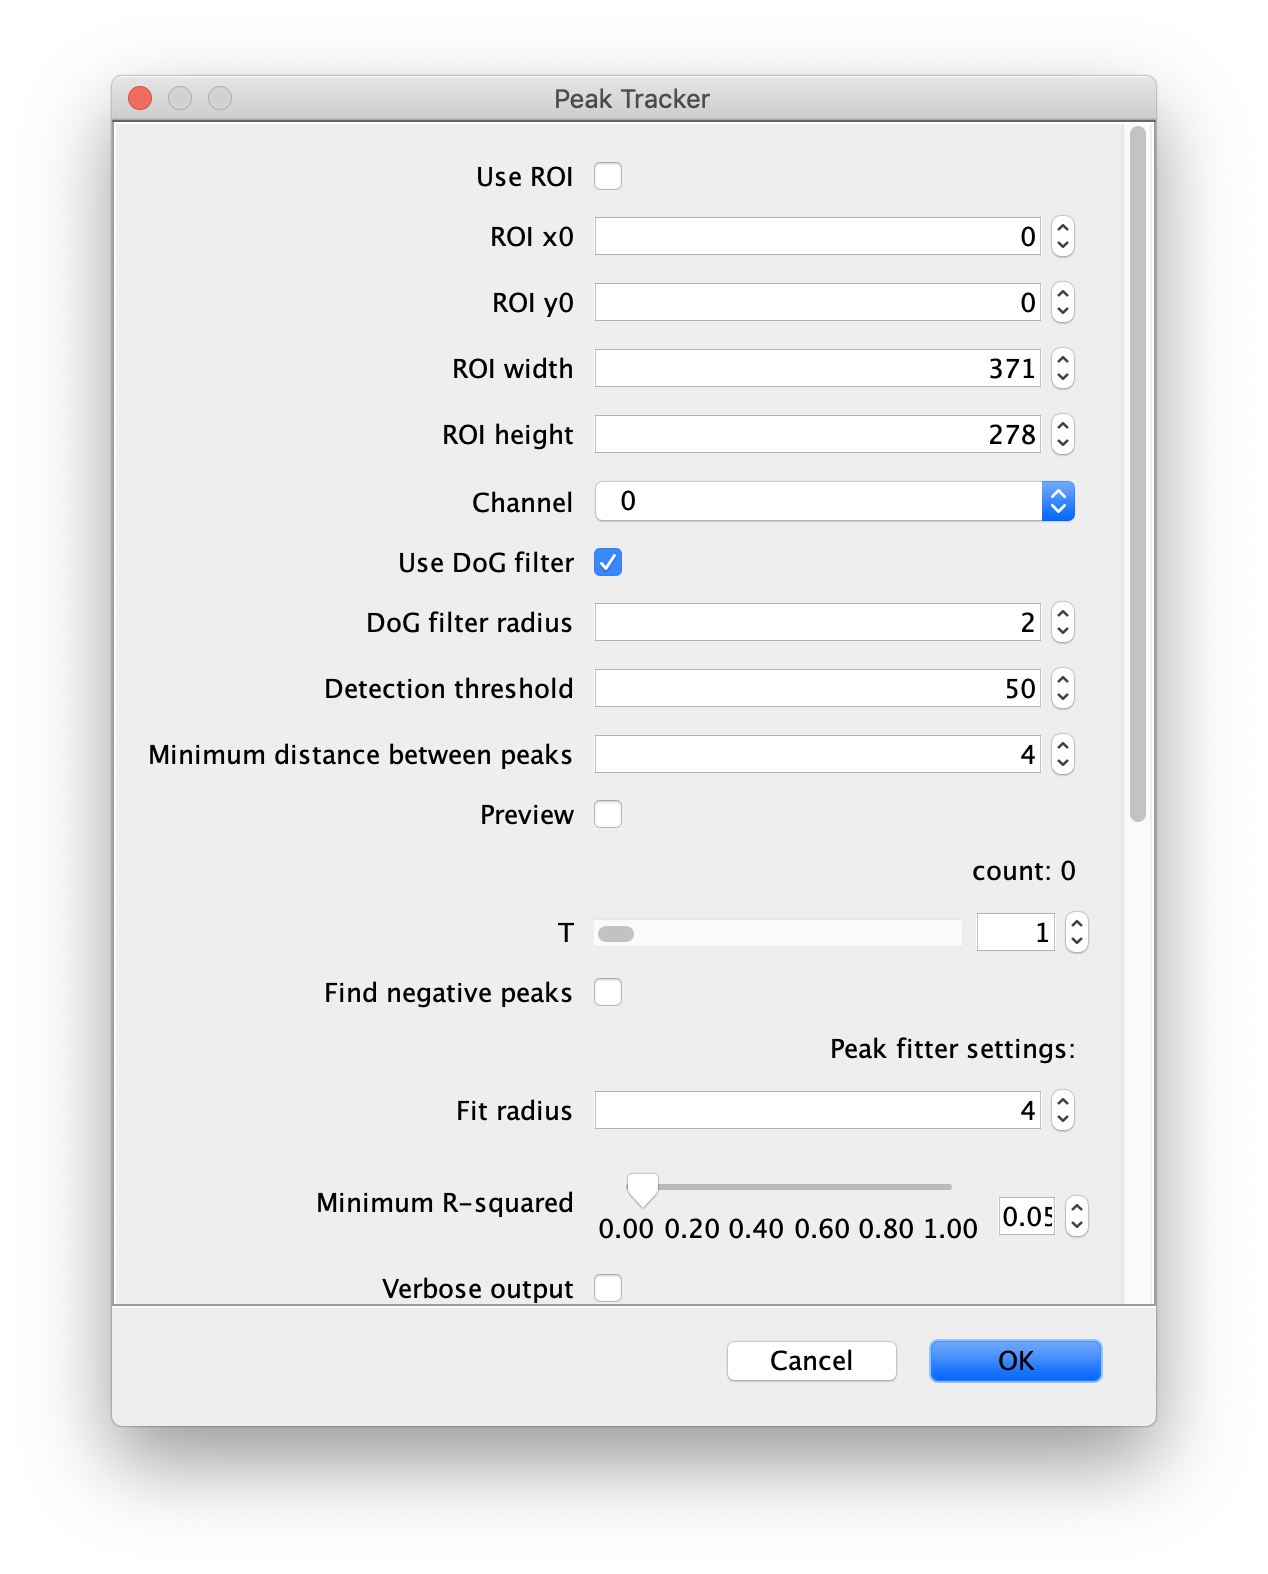 Peak Tracker
Use ROI
ROI x0 0
ROI y0 0
ROI width 371
ROI height 278
Channel 0
Use DoG filter
DoG filter radius 2
Detection threshold 50
Minimum distance between peaks 4
Preview
count: 0
T 1
Find negative peaks
Peak fitter settings:
Fit radius 4
Minimum R-squared 0.05
0.00 0.20 0.40 0.60 0.80 1.00
Verbose output
Cancel OK